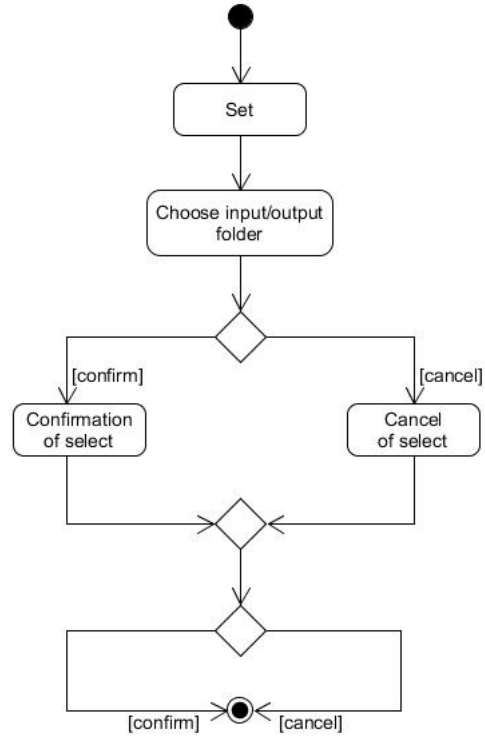 Set
Choose input/output
folder
[confirm]
[cancel]
Confirmation
of select
Cancel
of select
[confirm]
[cancel]